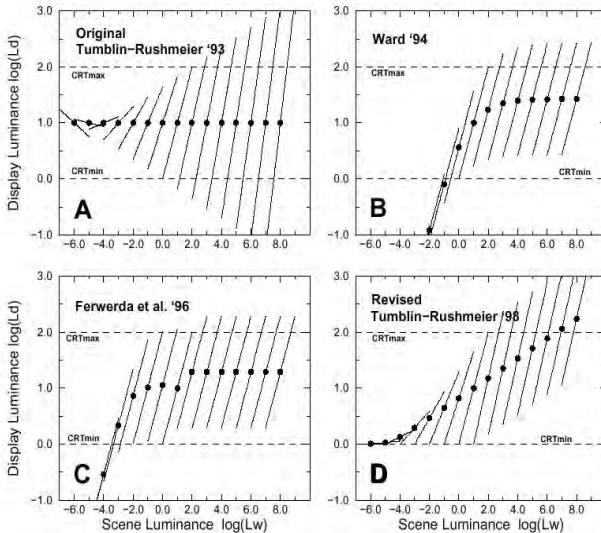 Original
Tumblin-Rushmeier '93
CRTmax
CRTmin
A
3.0
2.0
1.0
0.0
−1.0
−6.0 −4.0 −2.0 0.0 2.0 4.0 6.0 8.0
Display Luminance log(Ld)
Ward '94
CRTmax
CRTmin
B
3.0
2.0
1.0
0.0
−1.0
−6.0 −4.0 −2.0 0.0 2.0 4.0 6.0 8.0
Ferwerda et al. '96
CRTmax
CRTmin
C
3.0
2.0
1.0
0.0
−1.0
−6.0 −4.0 −2.0 0.0 2.0 4.0 6.0 8.0
Display Luminance log(Ld)
Scene Luminance log(Lw)
Revised
Tumblin-Rushmeier '98
CRTmax
CRTmin
D
3.0
2.0
1.0
0.0
−1.0
−6.0 −4.0 −2.0 0.0 2.0 4.0 6.0 8.0
Scene Luminance log(Lw)